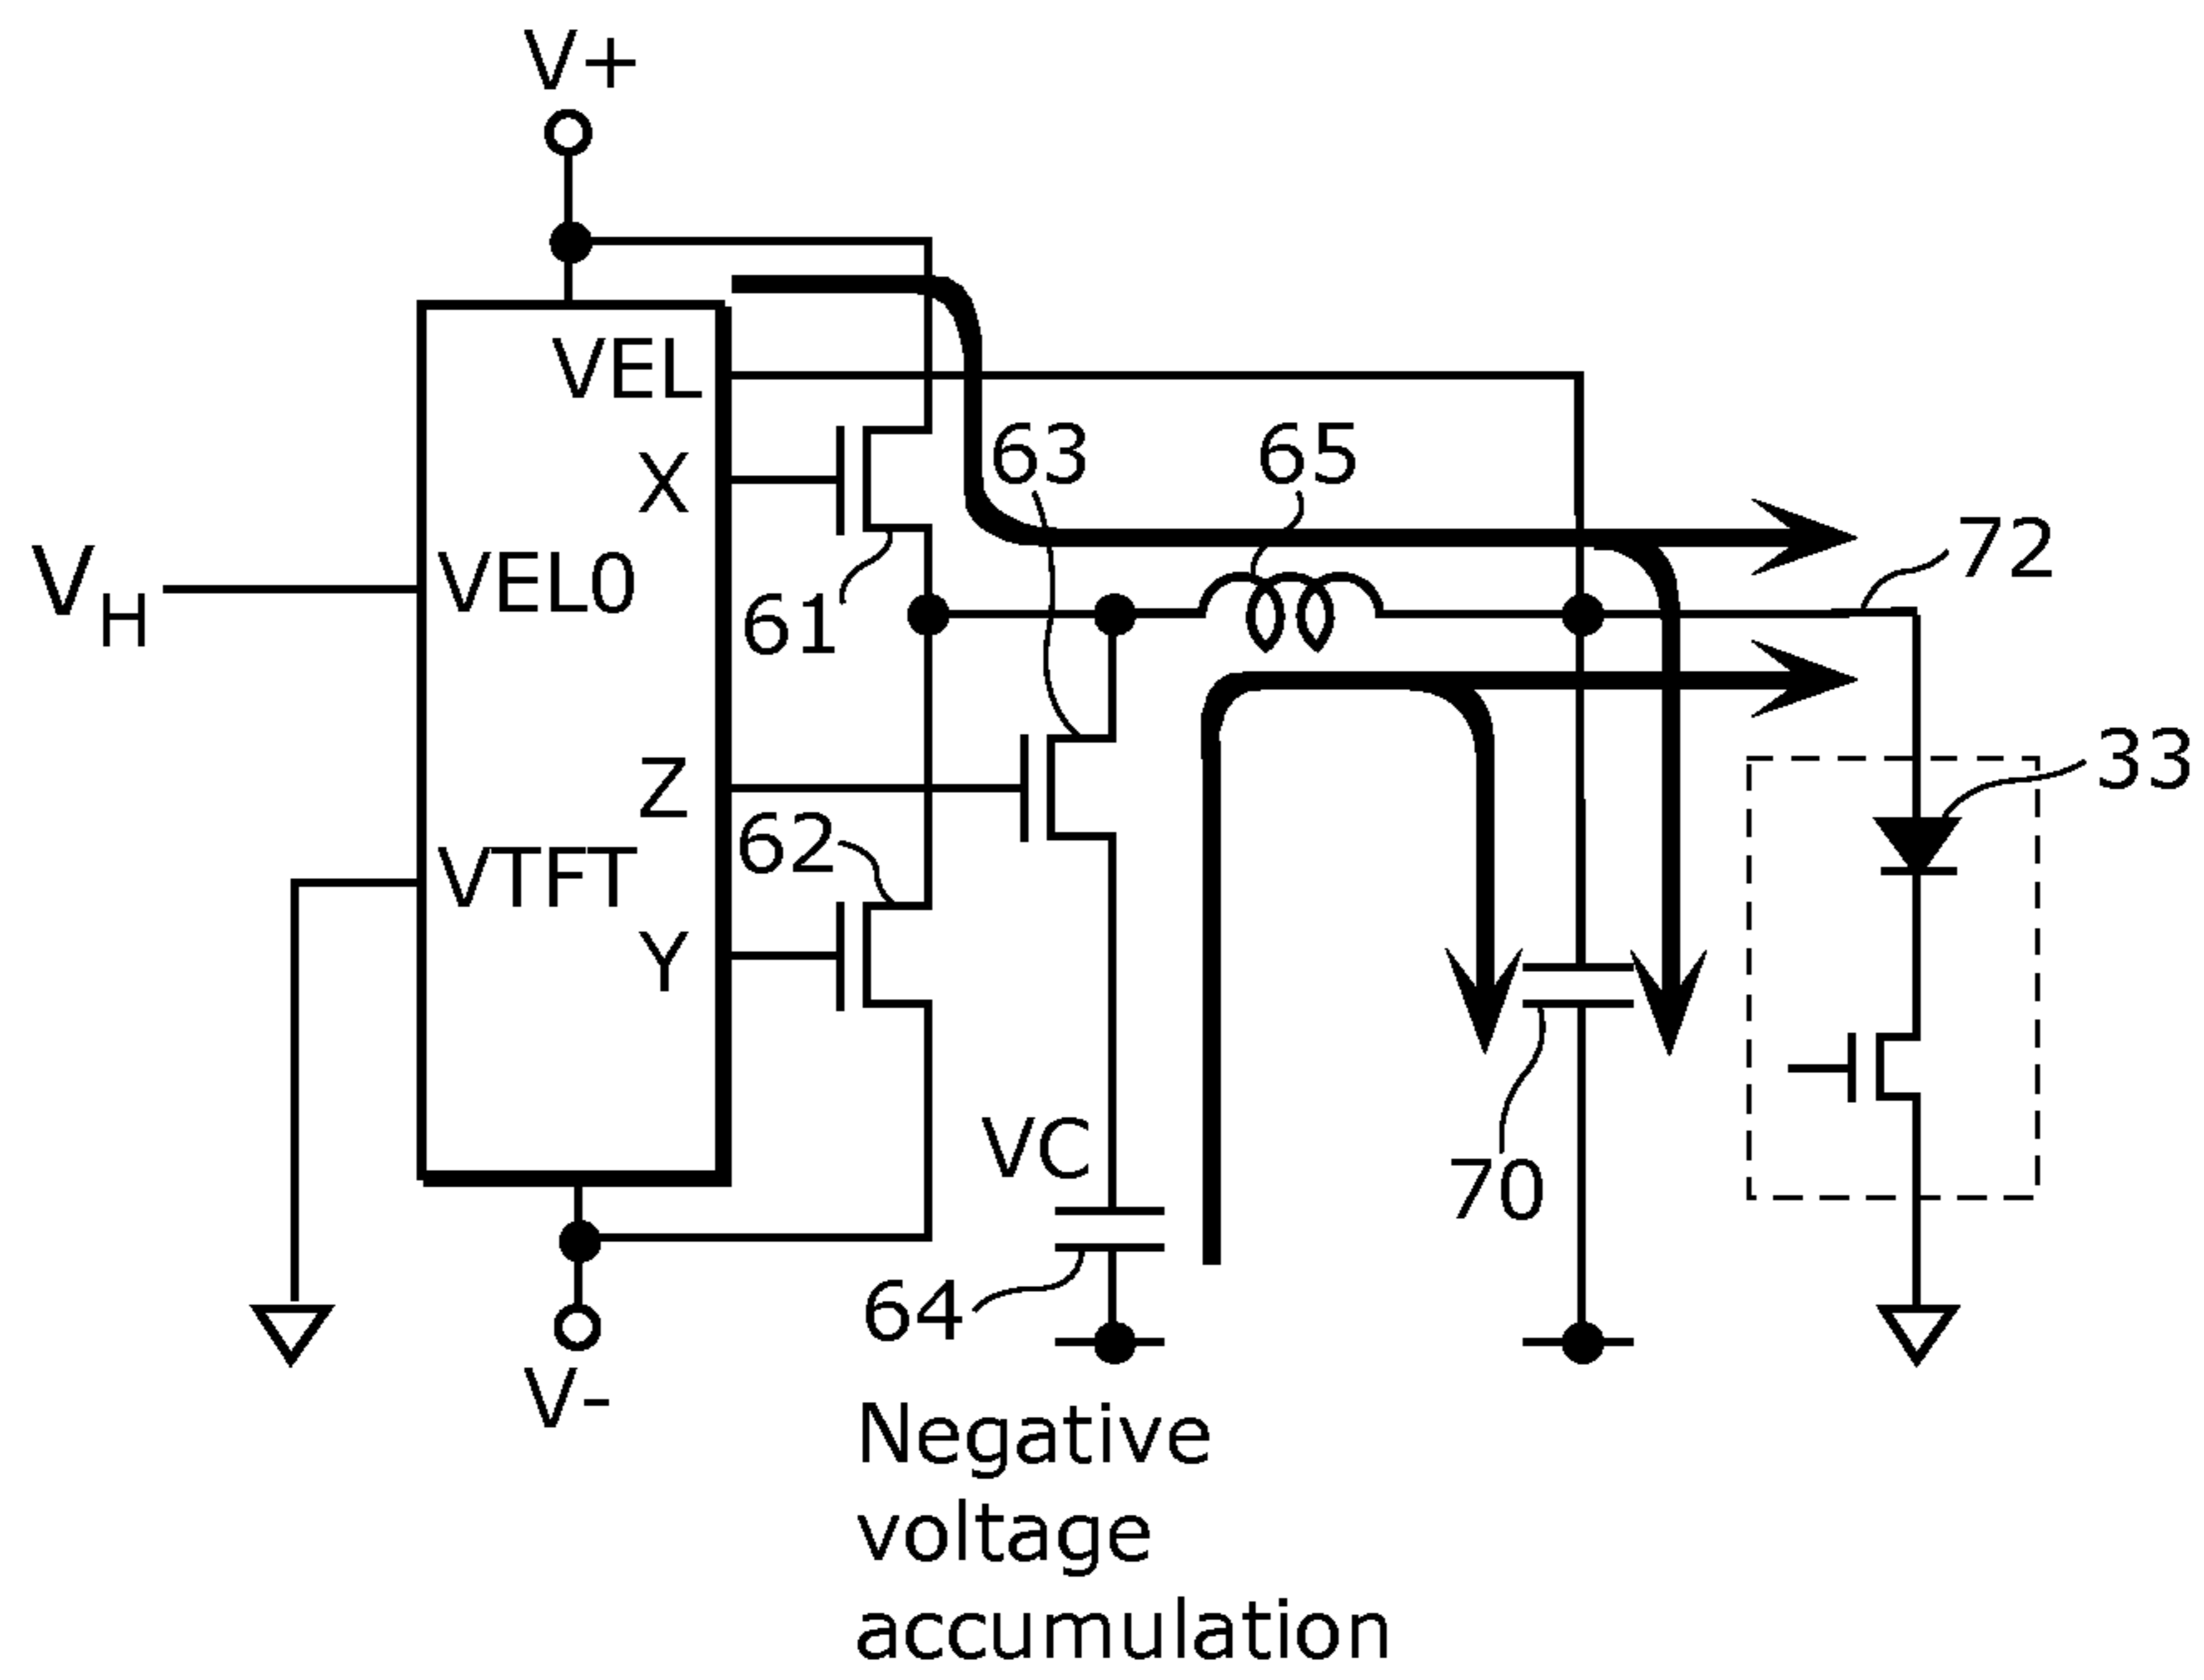 V+
VEL
63
65
X
72
VH
VEL0
61
33
Z
62
VTFT
Y
VC
70
64
V-
Negative
voltage
accumulation